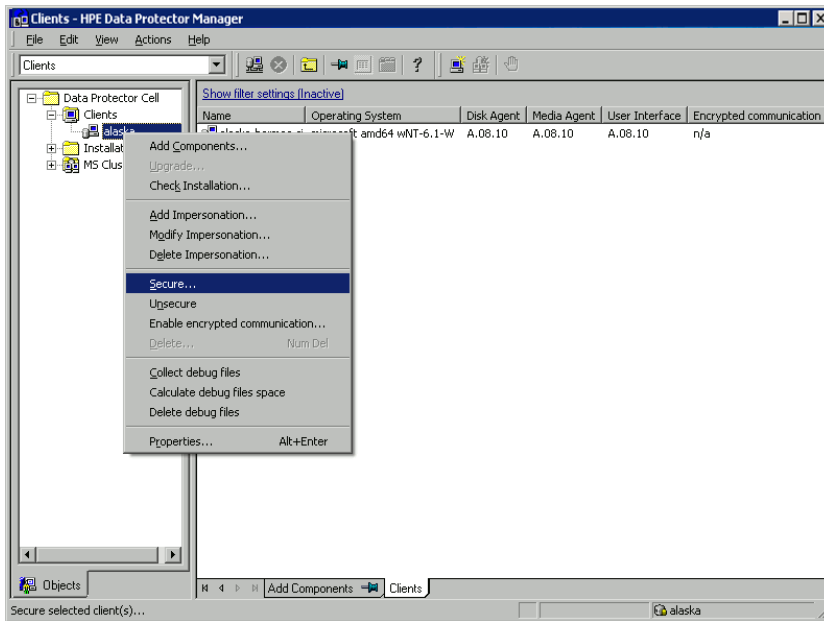 Clients - HPE Data Protector Manager
File Edit View Actions Help
Clients
Show filter settings (Inactive)
Data Protector Cell
Clients
alaska
MS Clus
Name Operating System Disk Agent Media Agent User Interface Encrypted communication
amd64 wNT-6.1-W A.08.10 A.08.10 A.08.10 n/a
Add Components...
Upgrade...
Check Installation...
Add Impersonation...
Modify Impersonation...
Delete Impersonation...
Secure...
Unsecure
Enable encrypted communication...
Delete... Num Del
Collect debug files
Calculate debug files space
Delete debug files
Properties... Alt+Enter
Objects
Add Components Clients
Secure selected client(s)... alaska